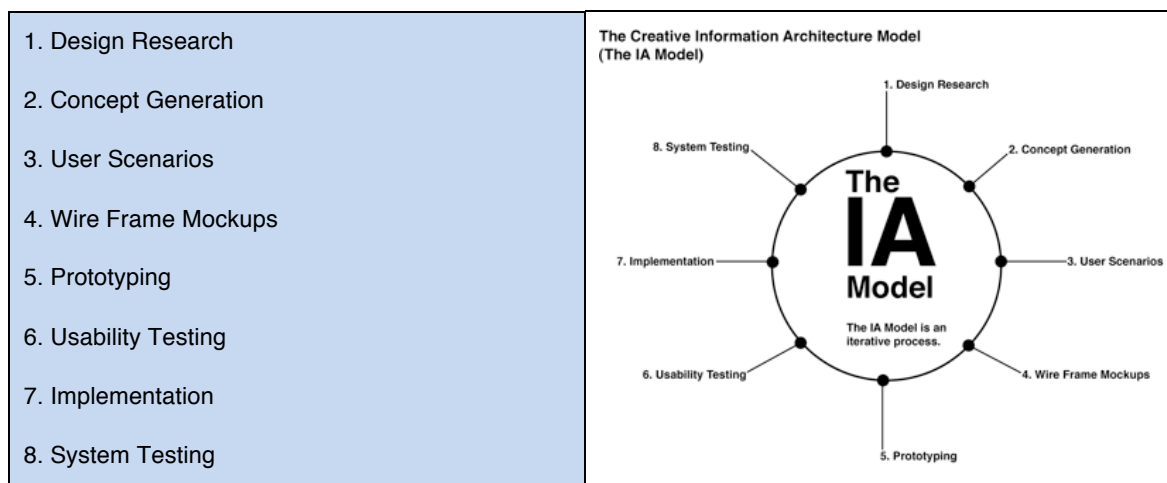 1. Design Research
2. Concept Generation
3. User Scenarios
4. Wire Frame Mockups
5. Prototyping
6. Usability Testing
7. Implementation
8. System Testing
The Creative Information Architecture Model
(The IA Model)
1. Design Research
8. System Testing
2. Concept Generation
The
IA
Model
7. Implementation
3. User Scenarios
The IA Model is an
iterative process.
6. Usability Testing
4. Wire Frame Mockups
5. Prototyping